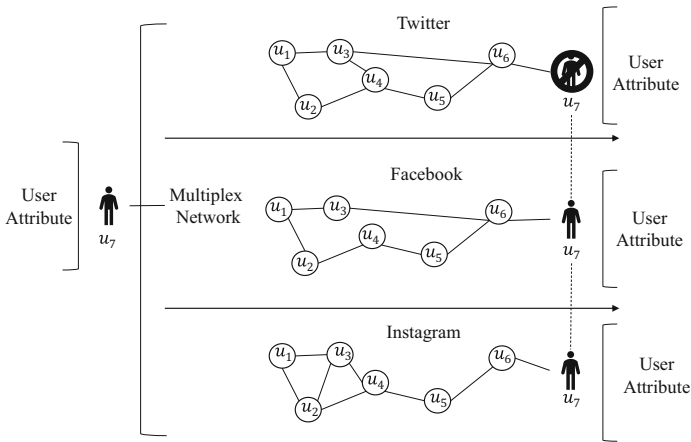 Twitter
u1
u3
u6
u4
u2
u5
u7
User
Attribute
Facebook
User
Attribute
u7
Multiplex
Network
u1
u3
u6
u4
u2
u5
u7
User
Attribute
Instagram
u1
u3
u6
u4
u2
u5
u7
User
Attribute